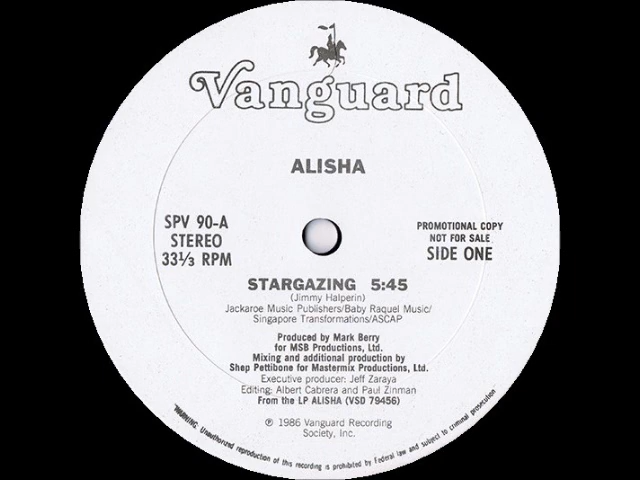 Vanguard
ALISHA
SPV 90-A
STEREO
33⅓ RPM
PROMOTIONAL COPY
NOT FOR SALE
SIDE ONE
STARGAZING 5:45
(Jimmy Halperin)
Jackaroe Music Publishers/Baby Raquel Music/
Singapore Transformations/ASCAP
Produced by Mark Berry
for MSB Productions, Ltd.
Mixing and additional production by
Shep Pettibone for Mastermix Productions, Ltd.
Executive producer: Jeff Zaraya
Editing: Albert Cabrera and Paul Zinman
From the LP ALISHA (VSD 79456)
℗ 1986 Vanguard Recording
Society, Inc.
"WARNING: Unauthorized reproduction of this recording is prohibited by Federal law and subject to criminal prosecution